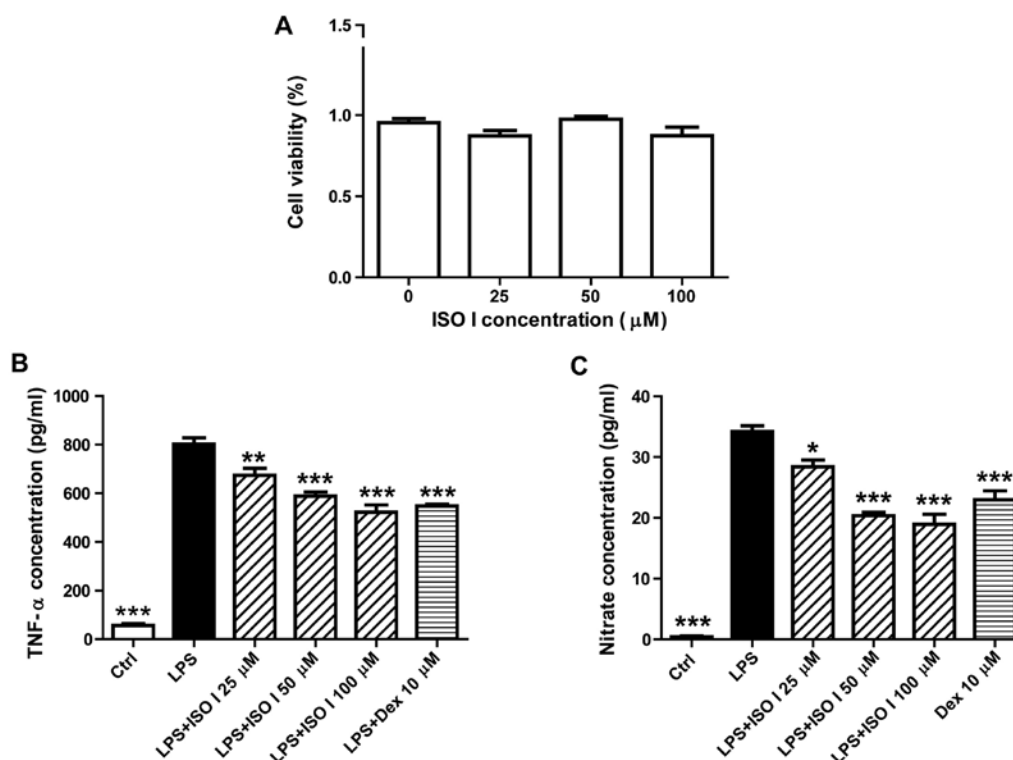 A
Cell viability (%)
1.5
1.0
0.5
0.0
0 25 50 100
ISO I concentration ( μM)
B
TNF-α concentration (pg/ml)
1000
800
600
400
200
0
***
**
***
***
***
Ctrl
LPS
LPS+ISO I 25 μM
LPS+ISO I 50 μM
LPS+ISO I 100 μM
LPS+Dex 10 μM
C
Nitrate concentration (pg/ml)
40
30
20
10
0
***
*
***
***
***
Ctrl
LPS
LPS+ISO I 25 μM
LPS+ISO I 50 μM
LPS+ISO I 100 μM
Dex 10 μM